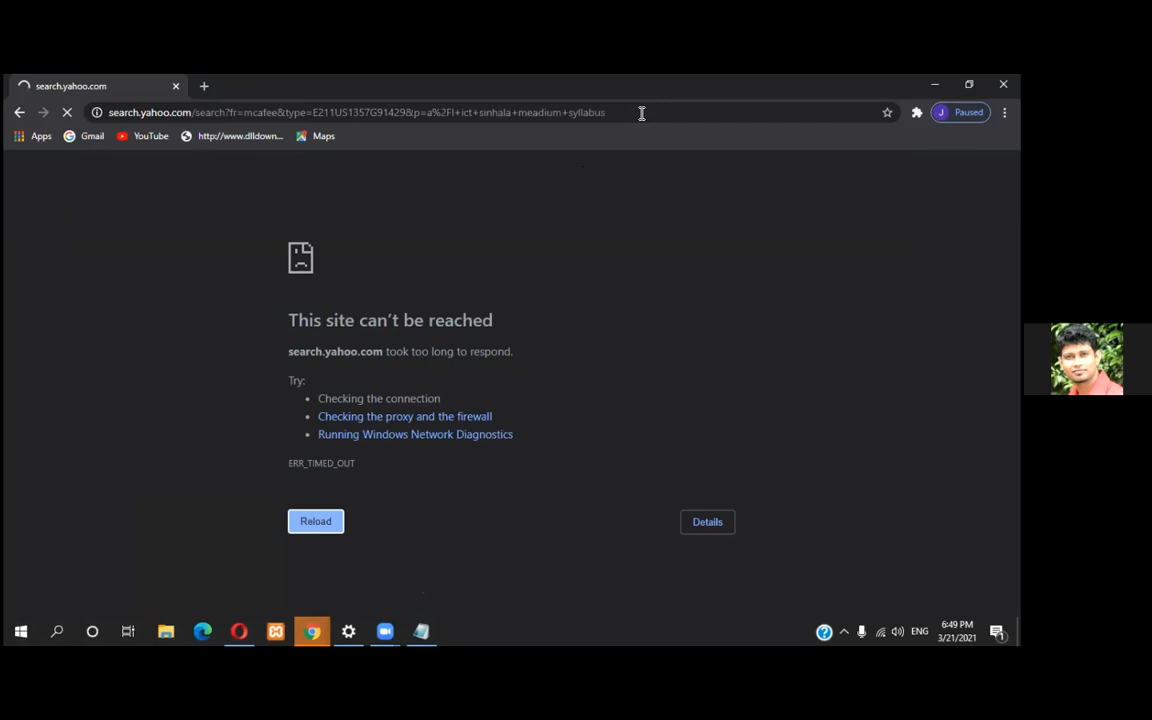 search.yahoo.com
search.yahoo.com/search?fr=mcafee&type=E211US1357G91429&p=a%2Fl+ict+sinhala+meadium+syllabus
J Paused
Apps Gmail YouTube http://www.dlldown... Maps
This site can't be reached
search.yahoo.com took too long to respond.
Try:
• Checking the connection
• Checking the proxy and the firewall
• Running Windows Network Diagnostics
ERR_TIMED_OUT
Reload Details
ENG 6:49 PM
3/21/2021 1